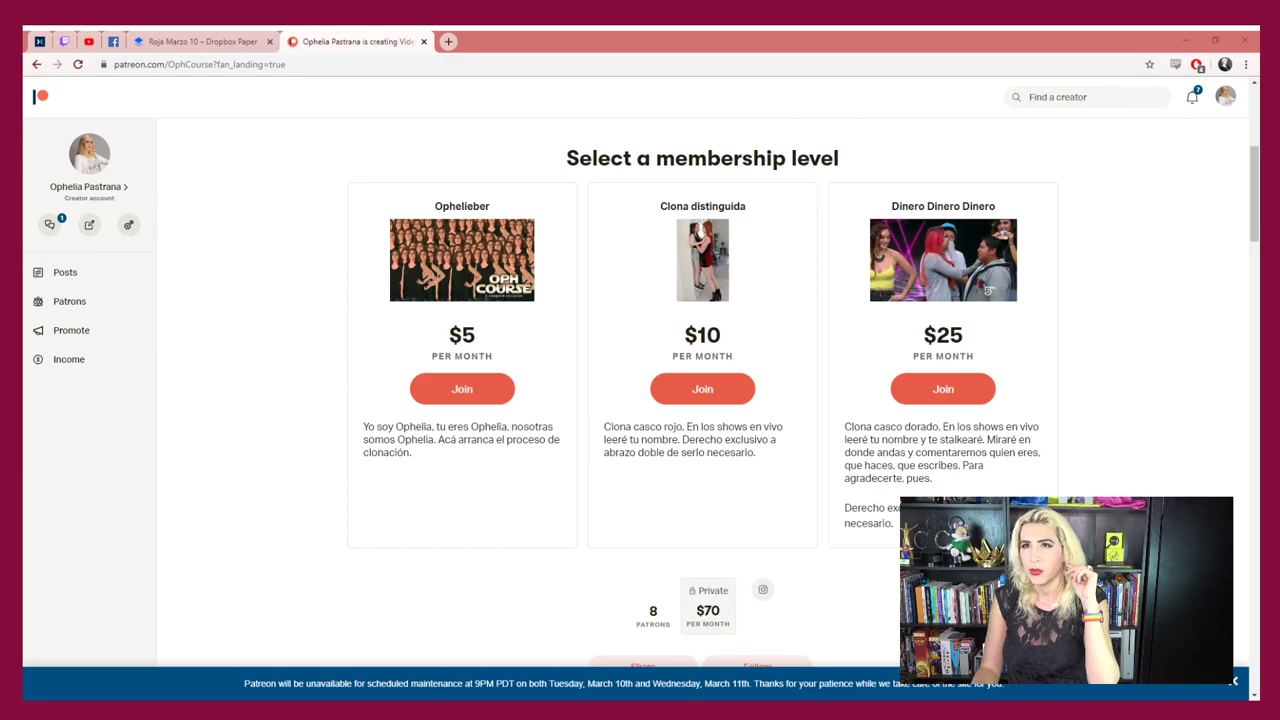 Roja Marzo 10 – Dropbox Paper
Ophelia Pastrana is creating Vide
patreon.com/OphCourse?fan_landing=true
4
Find a creator
7
Ophelia Pastrana
Creator account
1
Posts
Patrons
Promote
Income
Select a membership level
Ophelieber
OPH
COURSE
$5
PER MONTH
Join
Yo soy Ophelia, tu eres Ophelia, nosotras
somos Ophelia. Acá arranca el proceso de
clonación.
Clona distinguida
$10
PER MONTH
Join
Clona casco rojo. En los shows en vivo
leeré tu nombre. Derecho exclusivo a
abrazo doble de serlo necesario.
Dinero Dinero Dinero
$25
PER MONTH
Join
Clona casco dorado. En los shows en vivo
leeré tu nombre y te stalkearé. Miraré en
donde andas y comentaremos quien eres,
que haces, que escribes. Para
agradecerte, pues.
Derecho exc
necesario.
8
PATRONS
Private
$70
PER MONTH
Share
Follow
Patreon will be unavailable for scheduled maintenance at 9PM PDT on both Tuesday, March 10th and Wednesday, March 11th. Thanks for your patience while we take care of the site for you.